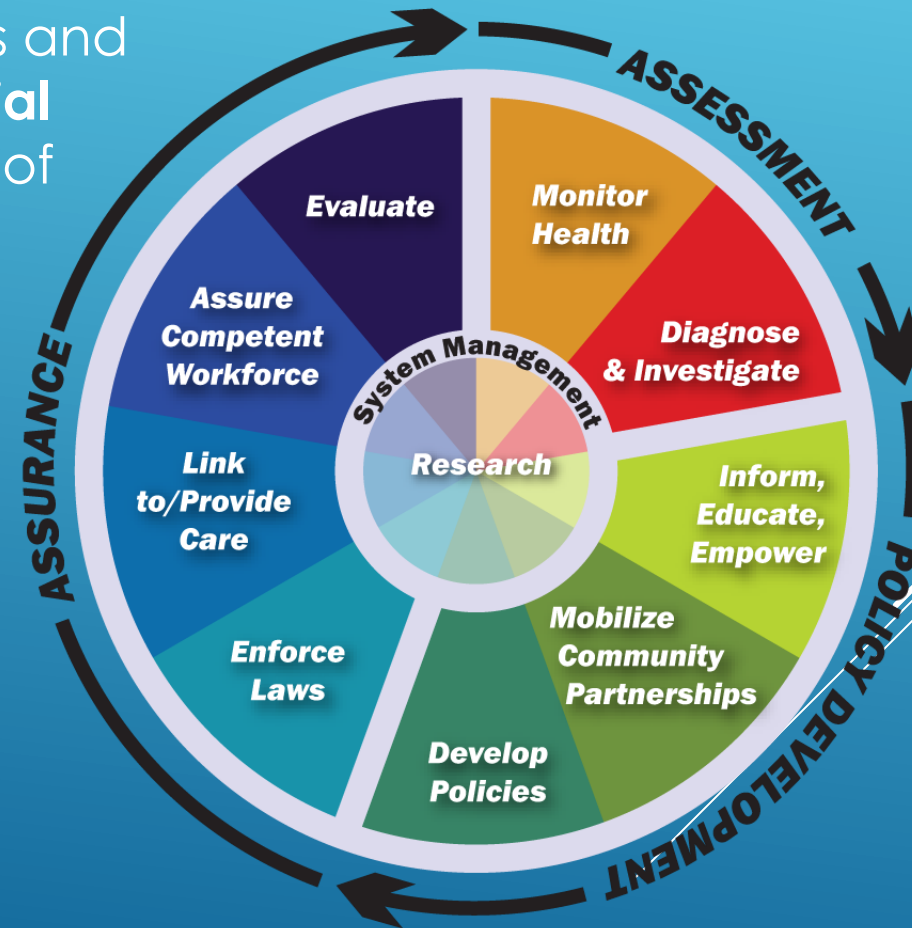 s and
ial
of
ASSESSMENT
Monitor
Health
Diagnose
& Investigate
Inform,
Educate,
Empower
POLICY DEVELOPMENT
Mobilize
Community
Partnerships
Develop
Policies
Enforce
Laws
Link
to/Provide
Care
Assure
Competent
Workforce
Evaluate
ASSURANCE
System Management
Research